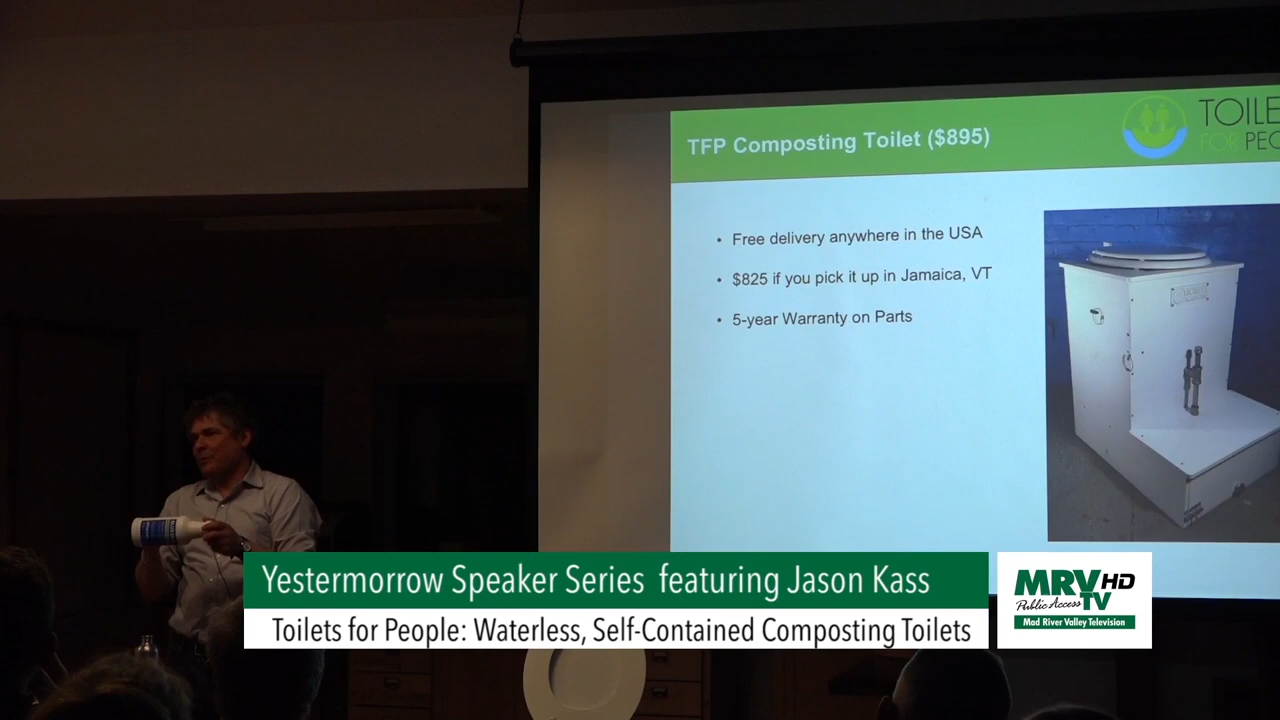 TFP Composting Toilet ($895)
TOILE
FOR PEO
• Free delivery anywhere in the USA
• $825 if you pick it up in Jamaica, VT
• 5-year Warranty on Parts
Yestermorrow Speaker Series featuring Jason Kass
Toilets for People: Waterless, Self-Contained Composting Toilets
MRV HD
Public Access TV
Mad River Valley Television